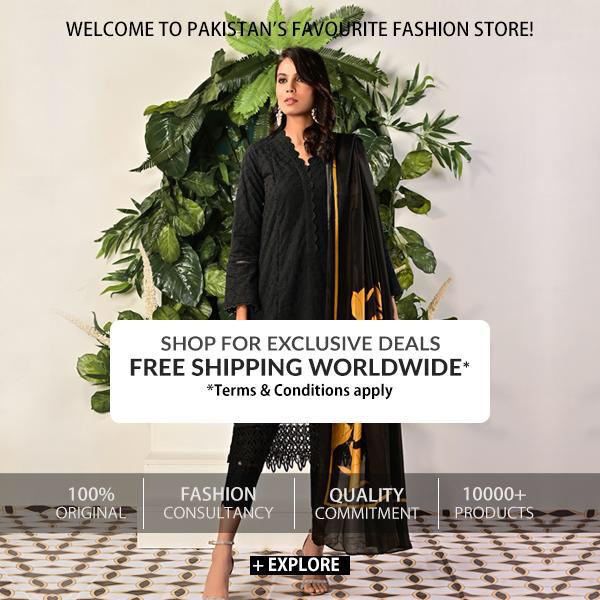 WELCOME TO PAKISTAN'S FAVOURITE FASHION STORE!
SHOP FOR EXCLUSIVE DEALS
FREE SHIPPING WORLDWIDE*
*Terms & Conditions apply
100% ORIGINAL
FASHION CONSULTANCY
QUALITY COMMITMENT
10000+ PRODUCTS
+ EXPLORE